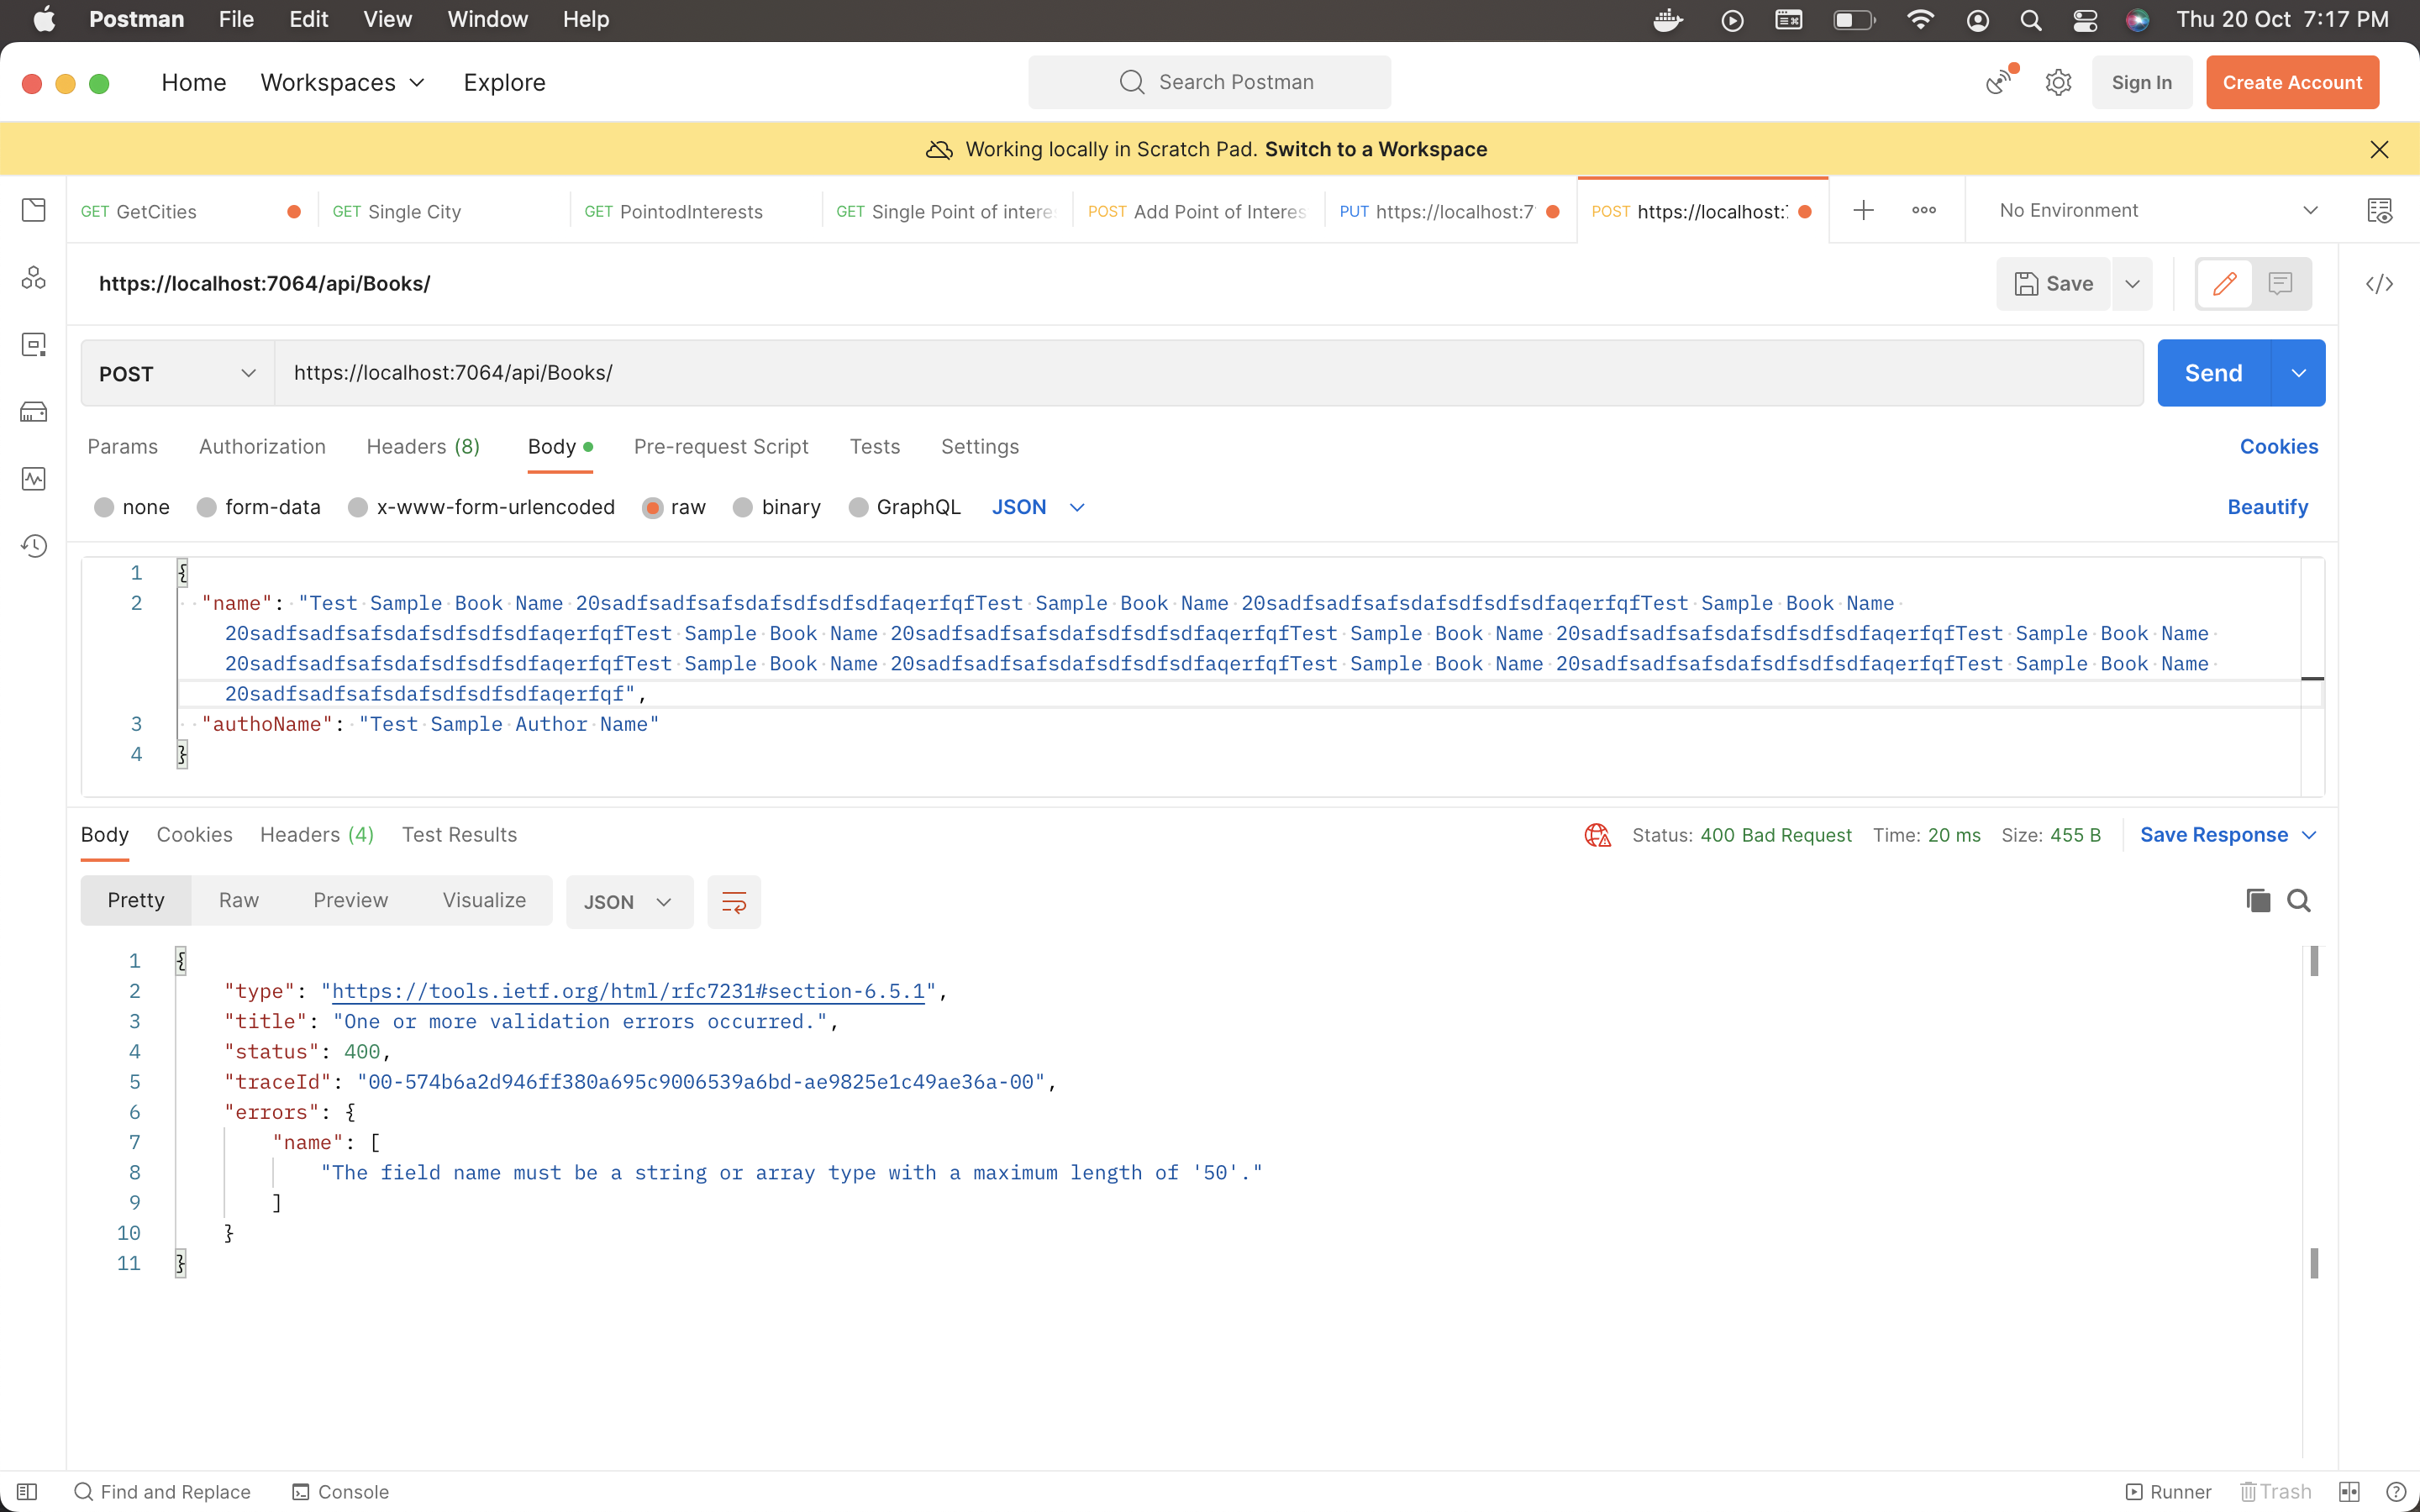 Postman File Edit View Window Help Thu 20 Oct 7:17 PM
Home Workspaces Explore Search Postman Sign In Create Account
Working locally in Scratch Pad. Switch to a Workspace
GET GetCities GET Single City GET PointodInterests GET Single Point of intere POST Add Point of Interes PUT https://localhost:7 POST https://localhost: No Environment
https://localhost:7064/api/Books/ Save
POST https://localhost:7064/api/Books/ Send
Params Authorization Headers (8) Body Pre-request Script Tests Settings Cookies
none form-data x-www-form-urlencoded raw binary GraphQL JSON Beautify
1 {
2 "name": "Test Sample Book Name 20sadfsadfsafsdafsdfsdfsdfaqerfqfTest Sample Book Name 20sadfsadfsafsdafsdfsdfsdfaqerfqfTest Sample Book Name
20sadfsadfsafsdafsdfsdfsdfaqerfqfTest Sample Book Name 20sadfsadfsafsdafsdfsdfsdfaqerfqfTest Sample Book Name 20sadfsadfsafsdafsdfsdfsdfaqerfqfTest Sample Book Name
20sadfsadfsafsdafsdfsdfsdfaqerfqfTest Sample Book Name 20sadfsadfsafsdafsdfsdfsdfaqerfqfTest Sample Book Name 20sadfsadfsafsdafsdfsdfsdfaqerfqfTest Sample Book Name
20sadfsadfsafsdafsdfsdfsdfaqerfqf",
3 "authoName": "Test Sample Author Name"
4 }
Body Cookies Headers (4) Test Results Status: 400 Bad Request Time: 20 ms Size: 455 B Save Response
Pretty Raw Preview Visualize JSON
1 {
2 "type": "https://tools.ietf.org/html/rfc7231#section-6.5.1",
3 "title": "One or more validation errors occurred.",
4 "status": 400,
5 "traceId": "00-574b6a2d946ff380a695c9006539a6bd-ae9825e1c49ae36a-00",
6 "errors": {
7 "name": [
8 "The field name must be a string or array type with a maximum length of '50'."
9 ]
10 }
11 }
Find and Replace Console Runner Trash